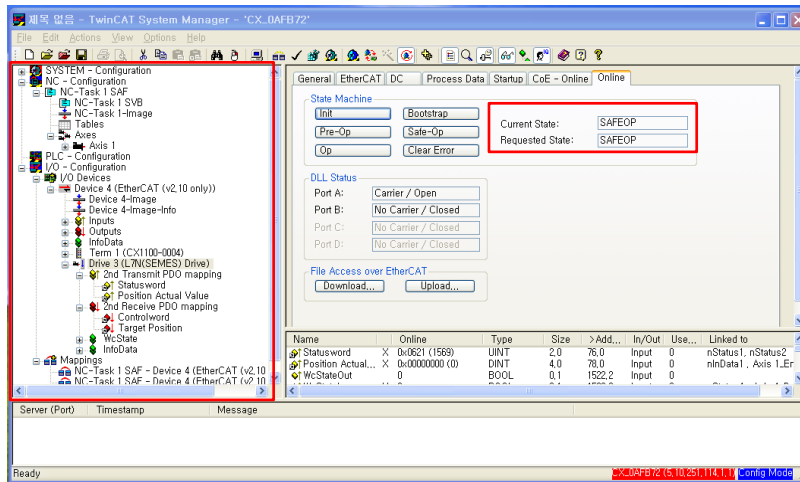 제목 없음 - TwinCAT System Manager - 'CX_0AFB72'
File Edit Actions View Options Help
SYSTEM - Configuration
NC - Configuration
NC-Task 1 SAF
NC-Task 1 SVB
NC-Task 1-Image
Tables
Axes
Axis 1
PLC - Configuration
I/O - Configuration
I/O Devices
Device 4 (EtherCAT (v2,10 only))
Device 4-Image
Device 4-Image-Info
Inputs
Outputs
InfoData
Term 1 (CX1100-0004)
Drive 3 (L7N(SEMES) Drive)
2nd Transmit PDO mapping
Statusword
Position Actual Value
2nd Receive PDO mapping
Controlword
Target Position
WcState
InfoData
Mappings
NC-Task 1 SAF - Device 4 (EtherCAT (v2,10
NC-Task 1 SAF - Device 4 (EtherCAT (v2,10
General EtherCAT DC Process Data Startup CoE - Online Online
State Machine
Init Bootstrap
Pre-Op Safe-Op
Op Clear Error
Current State: SAFEOP
Requested State: SAFEOP
DLL Status
Port A: Carrier / Open
Port B: No Carrier / Closed
Port C: No Carrier / Closed
Port D: No Carrier / Closed
File Access over EtherCAT
Download... Upload...
Name Online Type Size >Add... In/Out Use... Linked to
Statusword X 0x0621 (1569) UINT 2,0 76,0 Input 0 nStatus1, nStatus2
Position Actual... X 0x00000000 (0) DINT 4,0 78,0 Input 0 nInData1 , Axis 1_Er
WcStateOut 0 BOOL 0,1 1522,2 Input 0
Server (Port) Timestamp Message
Ready CX_0AFB72 (5,10,251,114,1,1) Config Mode